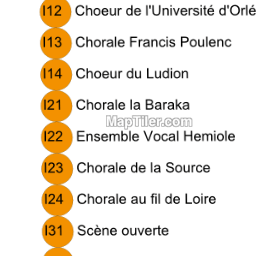 I12 Choeur de l'Université d'Orlé
I13 Chorale Francis Poulenc
I14 Choeur du Ludion
I21 Chorale la Baraka
MapTiler.com
I22 Ensemble Vocal Hemiole
I23 Chorale de la Source
I24 Chorale au fil de Loire
I31 Scène ouverte